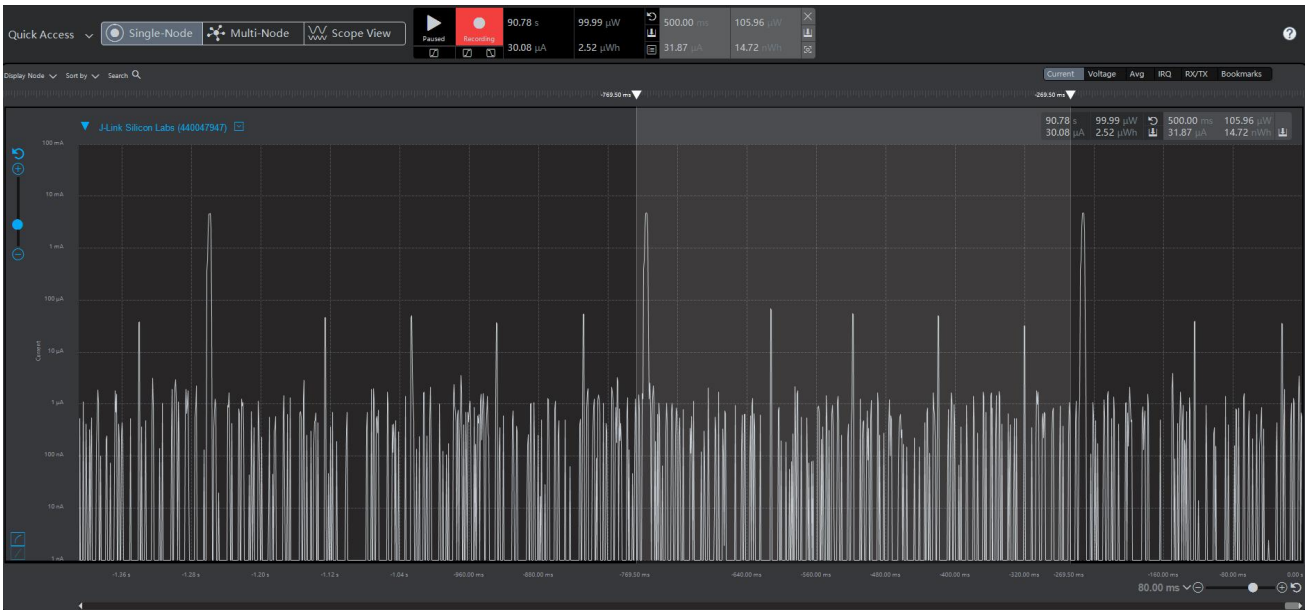 Quick Access Single-Node Multi-Node Scope View
Paused Recording
90.78 s 99.99 µW 500.00 ms 105.96 µW
30.08 µA 2.52 µWh 31.87 µA 14.72 nWh
Display Node Sort by Search
Current Voltage Avg IRQ RX/TX Bookmarks
-769.50 ms -269.50 ms
J-Link Silicon Labs (440047947)
90.78 s 99.99 µW 500.00 ms 105.96 µW
30.08 µA 2.52 µWh 31.87 µA 14.72 nWh
100 mA
10 mA
1 mA
100 µA
Current
10 µA
1 µA
100 nA
10 nA
1 nA
-1.26 s -1.20 s -1.12 s -1.04 s -960.00 ms -880.00 ms -769.50 ms -640.00 ms -560.00 ms -480.00 ms -400.00 ms -320.00 ms -269.50 ms -160.00 ms -80.00 ms 0.00 s
80.00 ms